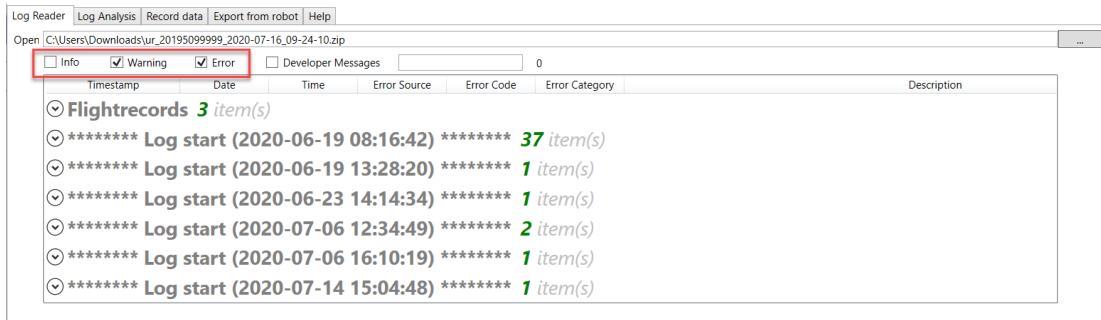 Log Reader Log Analysis Record data Export from robot Help
Open C:\Users\Downloads\ur_20195099999_2020-07-16_09-24-10.zip ...
Info Warning Error Developer Messages 0
Timestamp Date Time Error Source Error Code Error Category Description
Flightrecords 3 item(s)
******** Log start (2020-06-19 08:16:42) ******** 37 item(s)
******** Log start (2020-06-19 13:28:20) ******** 1 item(s)
******** Log start (2020-06-23 14:14:34) ******** 1 item(s)
******** Log start (2020-07-06 12:34:49) ******** 2 item(s)
******** Log start (2020-07-06 16:10:19) ******** 1 item(s)
******** Log start (2020-07-14 15:04:48) ******** 1 item(s)